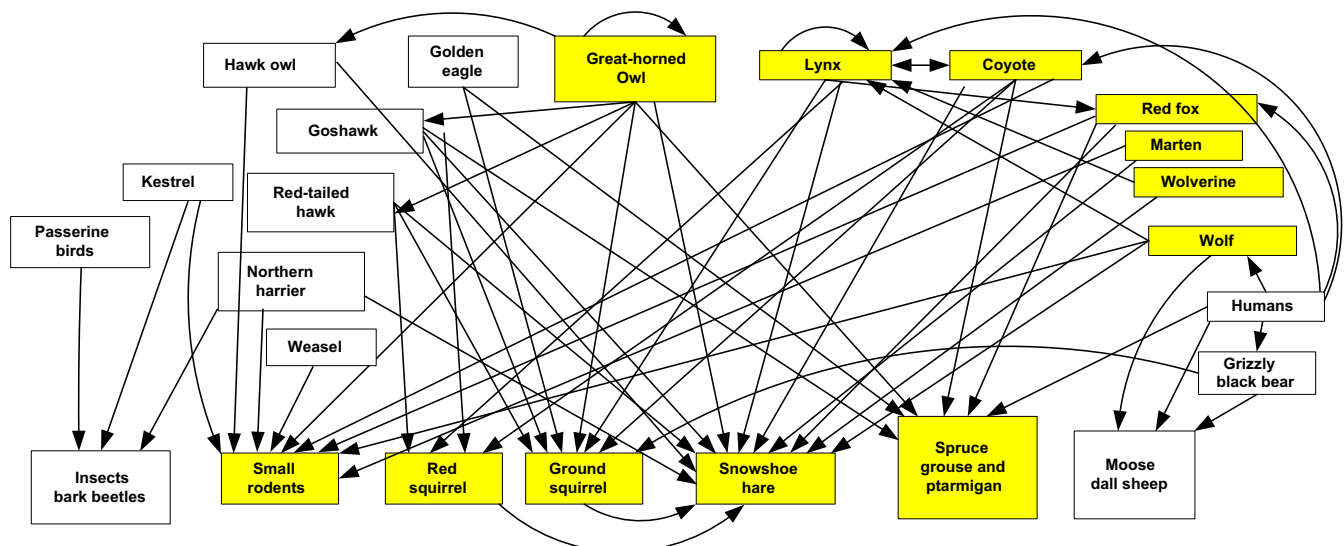 Hawk owl
Golden
eagle
Great-horned
Owl
Lynx
Coyote
Red fox
Goshawk
Marten
Kestrel
Red-tailed
hawk
Wolverine
Passerine
birds
Wolf
Northern
harrier
Humans
Weasel
Grizzly
black bear
Insects
bark beetles
Small
rodents
Red
squirrel
Ground
squirrel
Snowshoe
hare
Spruce
grouse and
ptarmigan
Moose
dall sheep